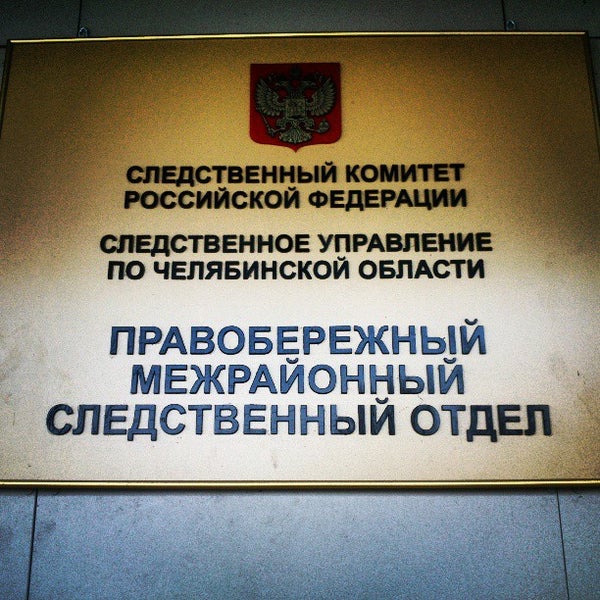 СЛЕДСТВЕННЫЙ КОМИТЕТ
РОССИЙСКОЙ ФЕДЕРАЦИИ
СЛЕДСТВЕННОЕ УПРАВЛЕНИЕ
ПО ЧЕЛЯБИНСКОЙ ОБЛАСТИ
ПРАВОБЕРЕЖНЫЙ
МЕЖРАЙОННЫЙ
СЛЕДСТВЕННЫЙ ОТДЕЛ